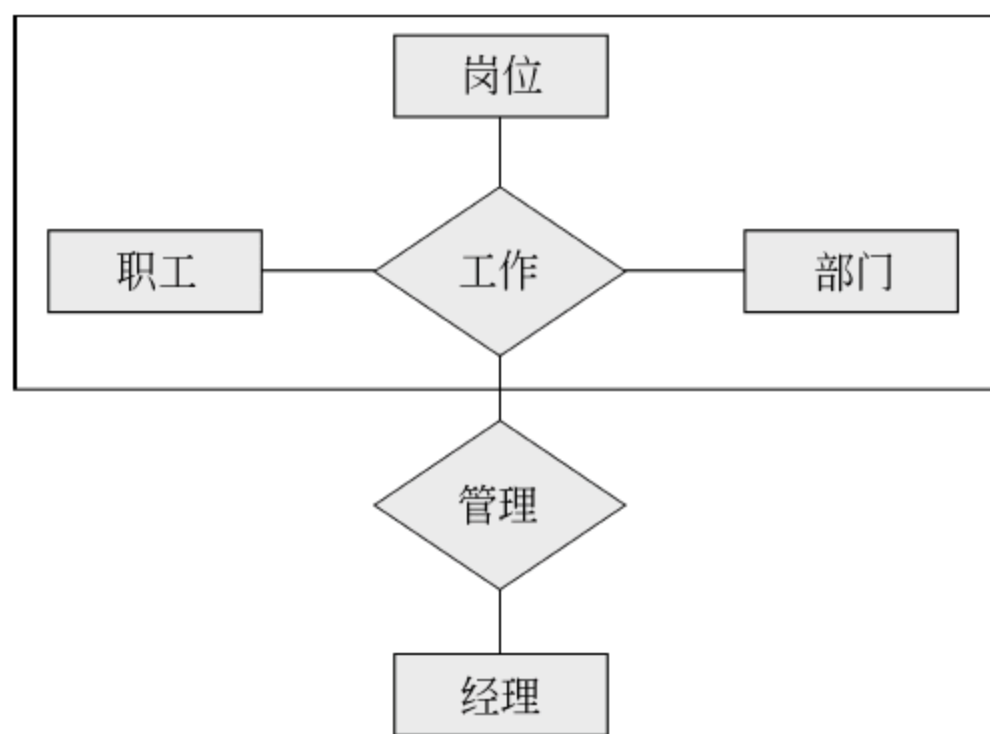 岗位
职工
工作
部门
管理
经理